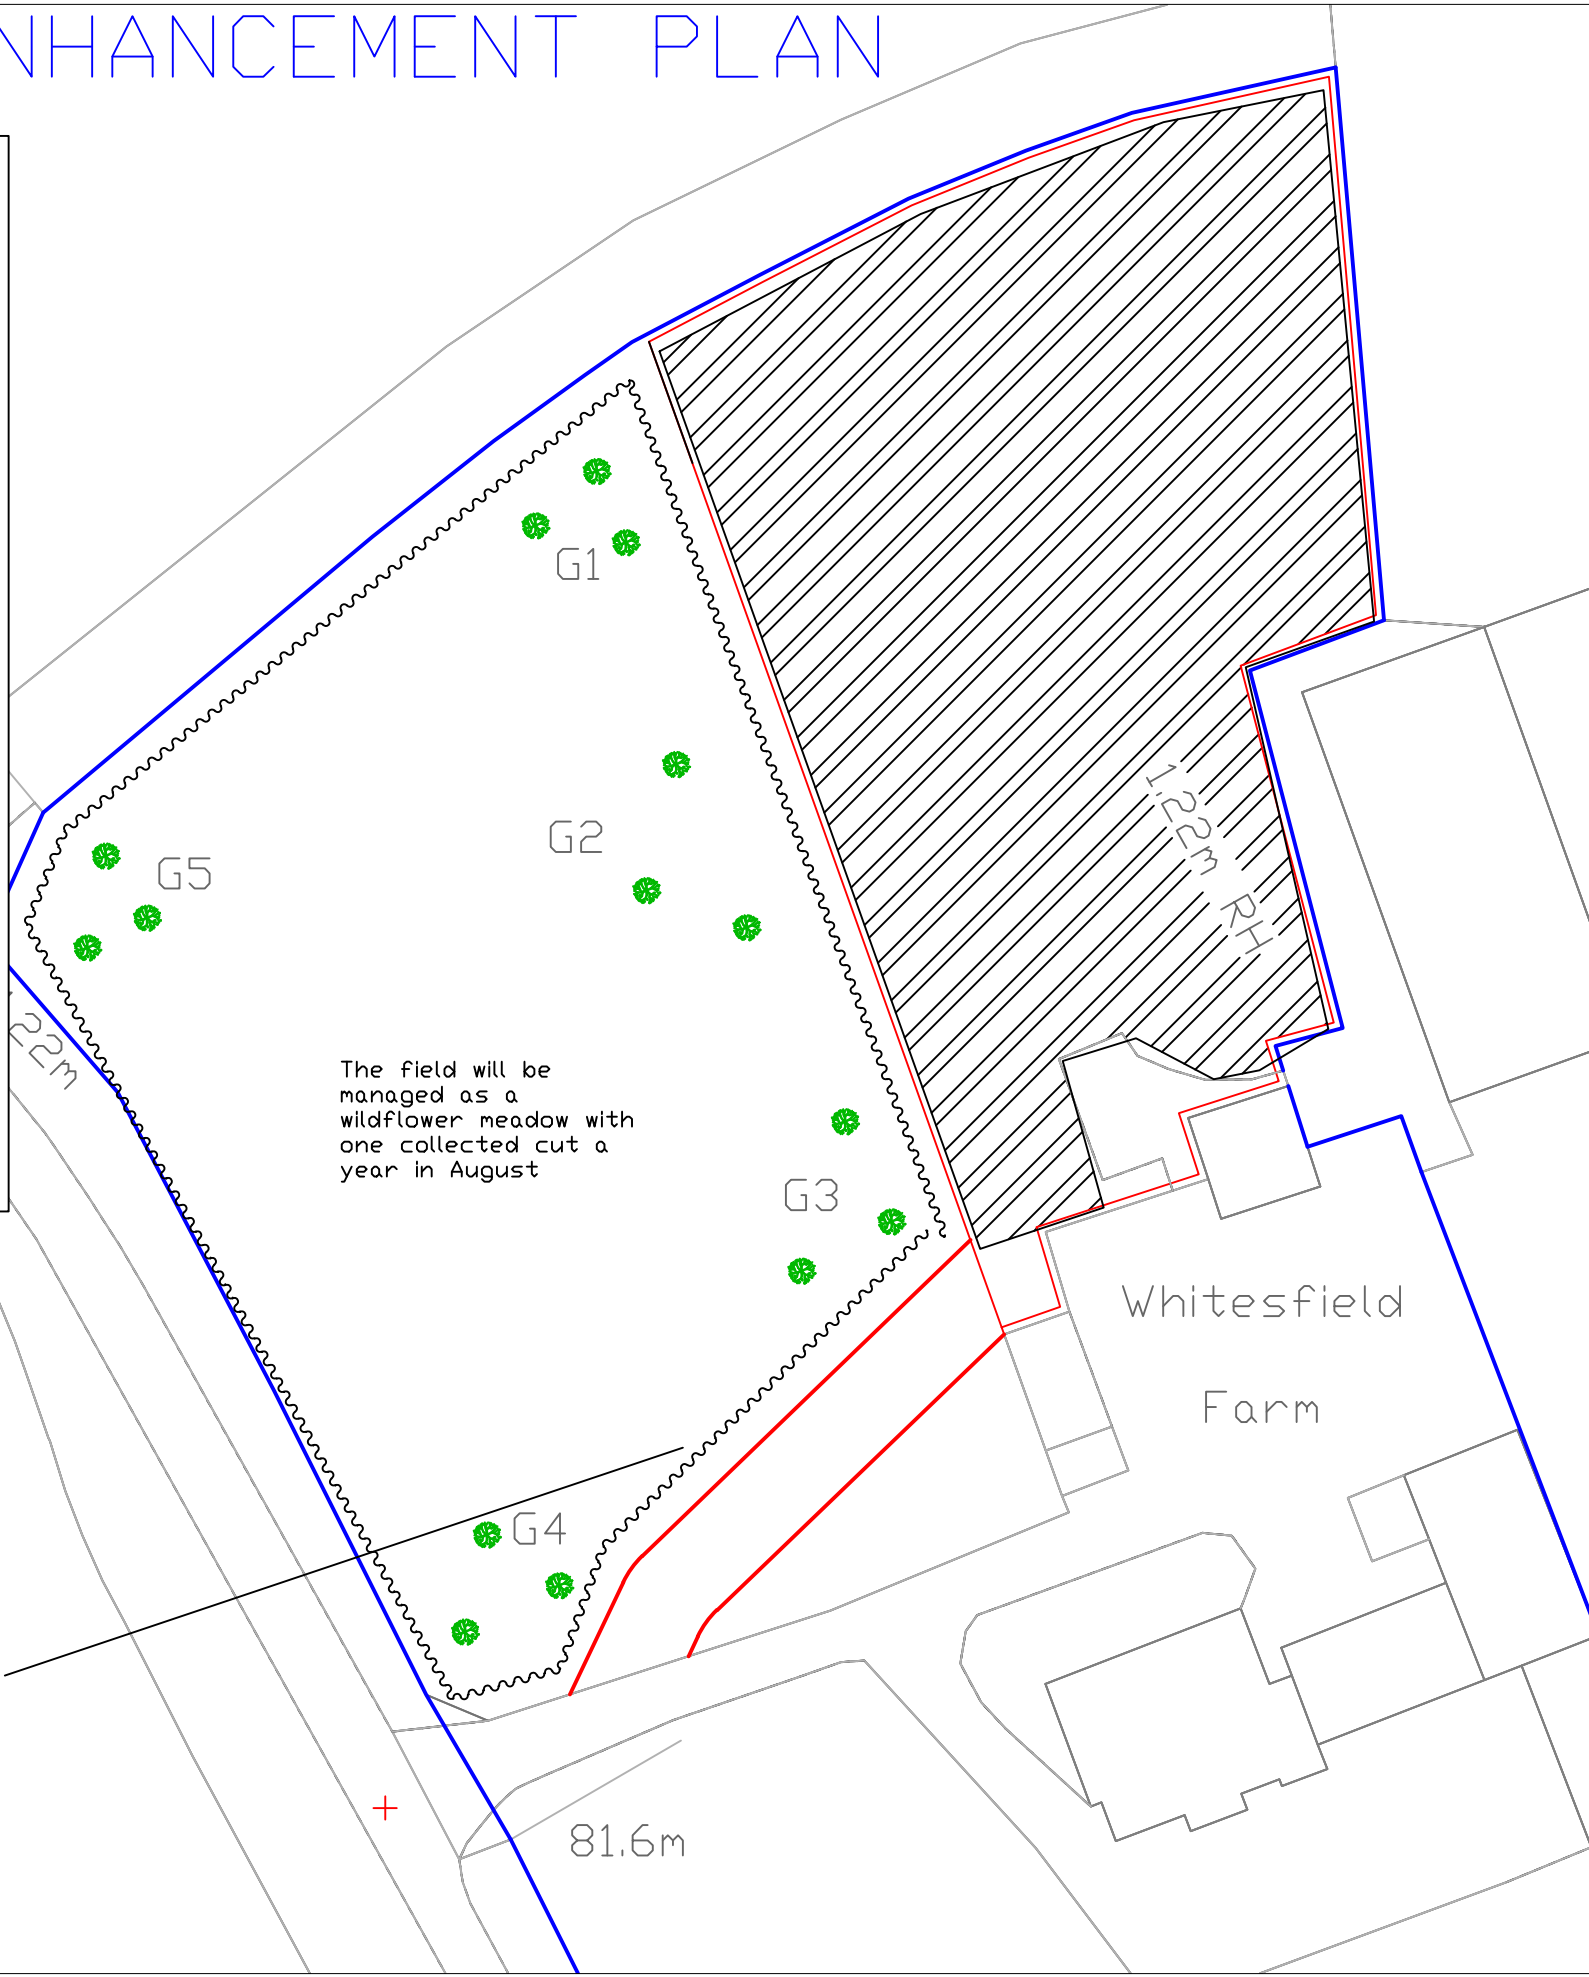 NHANCEMENT PLAN
G1
G2
G5
1.22m RH
22m
The field will be
managed as a
wildflower meadow with
one collected cut a
year in August
G3
Whitesfield
Farm
G4
81.6m